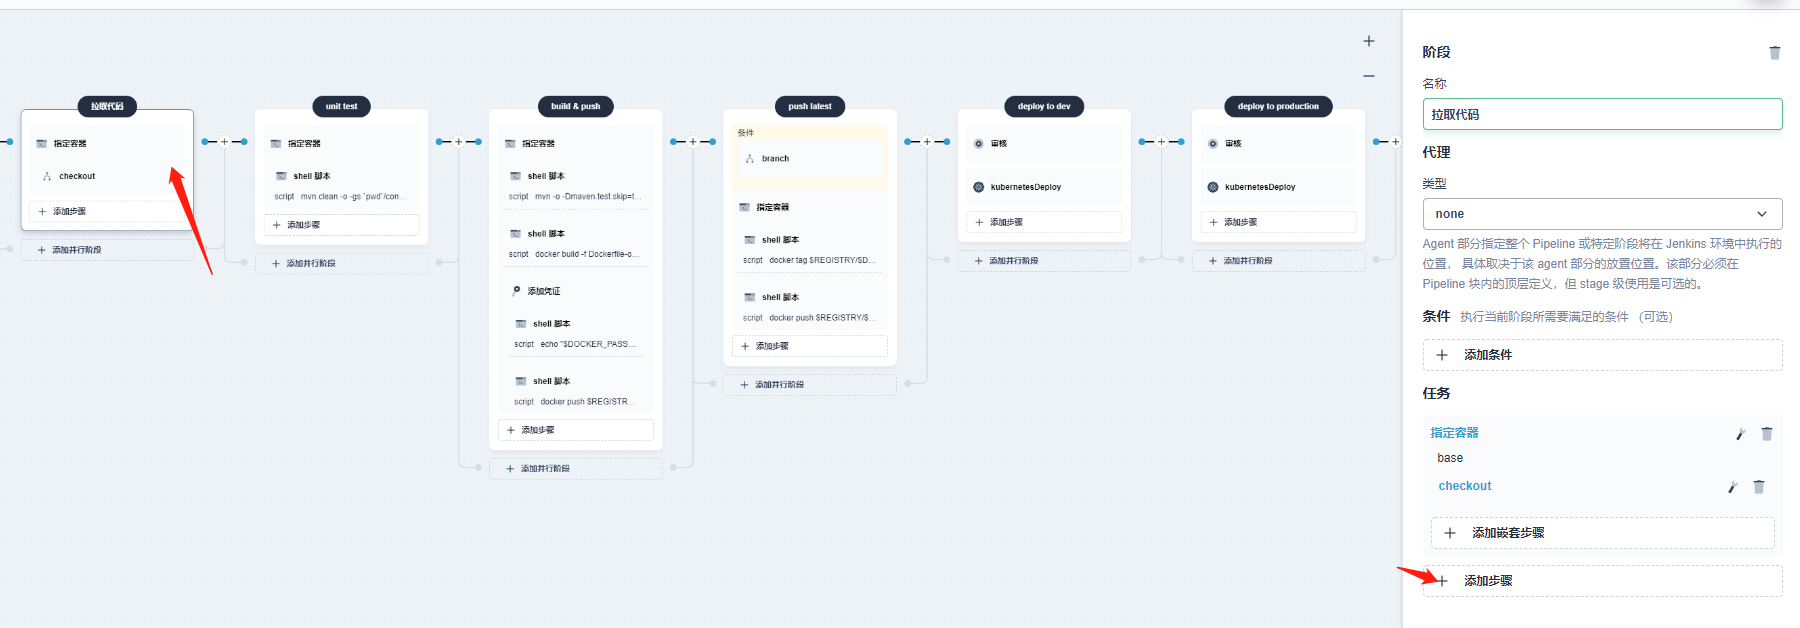 拉取代码
指定容器
checkout
添加步骤
添加并行阶段
unit test
指定容器
shell 脚本
script mvn clean -o -gs `pwd`/con...
添加步骤
添加并行阶段
build & push
指定容器
shell 脚本
script mvn -o -Dmaven.test.skip=t...
shell 脚本
script docker build -f Dockerfile-o...
添加凭证
shell 脚本
script echo "$DOCKER_PASS...
shell 脚本
script docker push $REGISTR...
添加步骤
添加并行阶段
push latest
条件
branch
指定容器
shell 脚本
script docker tag $REGISTRY/$D...
shell 脚本
script docker push $REGISTRY/$...
添加步骤
添加并行阶段
deploy to dev
审核
kubernetesDeploy
添加步骤
添加并行阶段
deploy to production
审核
kubernetesDeploy
添加步骤
添加并行阶段
阶段
名称
拉取代码
代理
类型
none
Agent 部分指定整个 Pipeline 或特定阶段将在 Jenkins 环境中执行的
位置， 具体取决于该 agent 部分的放置位置。该部分必须在
Pipeline 块内的顶层定义，但 stage 级使用是可选的。
条件 执行当前阶段所需要满足的条件 （可选）
添加条件
任务
指定容器
base
checkout
添加嵌套步骤
添加步骤